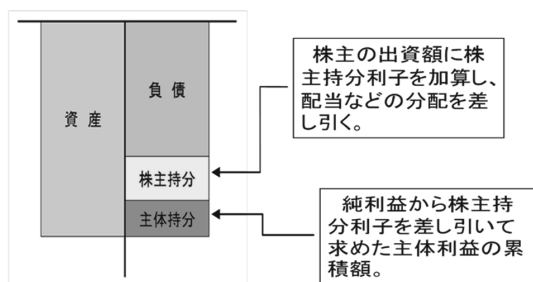 資 産
負 債
株主持分
主体持分
株主の出資額に株
主持分利子を加算し、
配当などの分配を差
し引く。
純利益から株主持
分利子を差し引いて
求めた主体利益の累
積額。